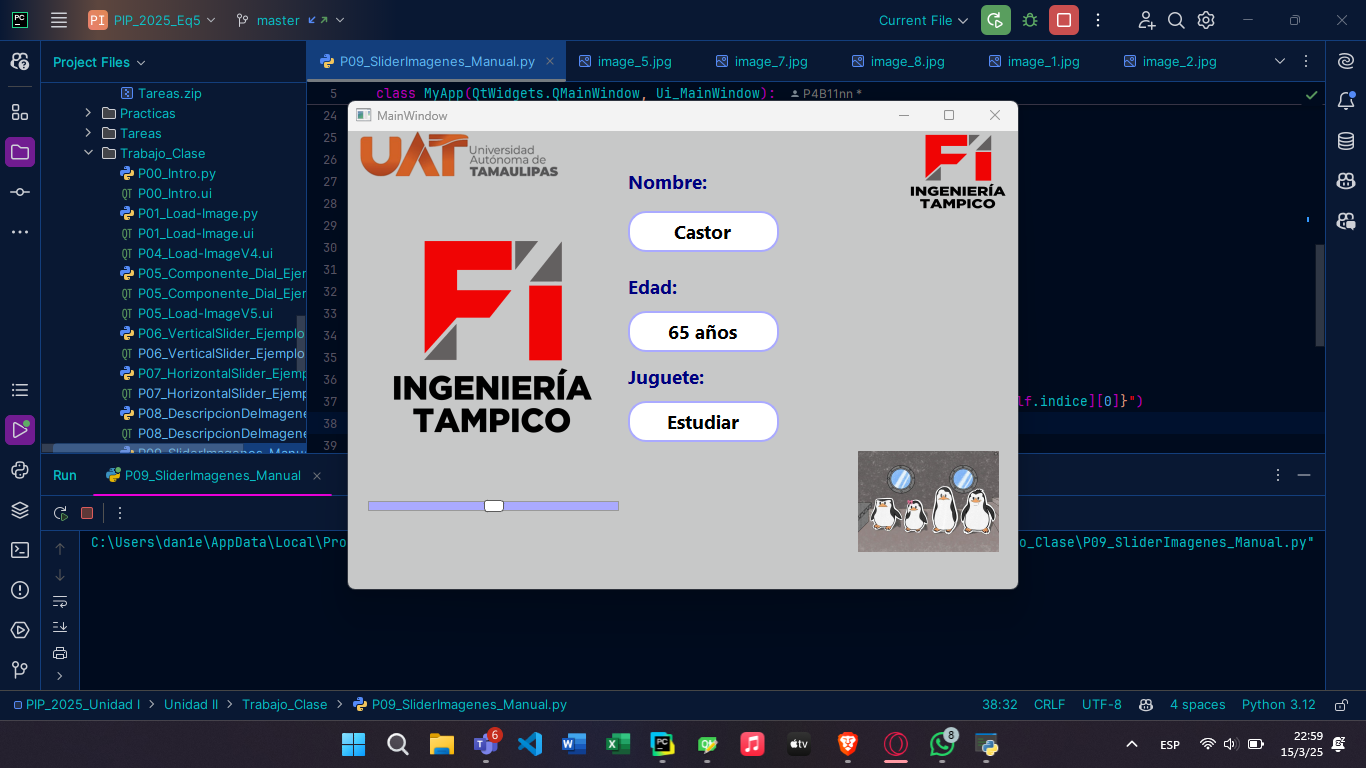 PC
PI PIP_2025_Eq5
master
Current File
Project Files
P09_SliderImagenes_Manual.py
image_5.jpg
image_7.jpg
image_8.jpg
image_1.jpg
image_2.jpg
5 class MyApp(QtWidgets.QMainWindow, Ui_MainWindow): P4B11nn *
Tareas.zip
Practicas
Tareas
Trabajo_Clase
P00_Intro.py
P00_Intro.ui
P01_Load-Image.py
P01_Load-Image.ui
P04_Load-ImageV4.ui
P05_Componente_Dial_Ejer
P05_Componente_Dial_Ejer
P05_Load-ImageV5.ui
P06_VerticalSlider_Ejemplo
P06_VerticalSlider_Ejemplo
P07_HorizontalSlider_Ejemp
P07_HorizontalSlider_Ejemp
P08_DescripcionDeImagene
P08_DescripcionDeImagene
P09_SliderImagenes_Manua
24
25
26
27
28
29
30
31
32
33
34
35
36
37
38
39
lf.indice][0]}")
MainWindow
UAT
Universidad
Autónoma de
TAMAULIPAS
Fi
INGENIERÍA
TAMPICO
Nombre:
Castor
Edad:
65 años
Juguete:
Estudiar
Fi
INGENIERÍA
TAMPICO
Run
P09_SliderImagenes_Manual
C:\Users\dan1e\AppData\Local\Pro
o_Clase\P09_SliderImagenes_Manual.py"
PIP_2025_Unidad I > Unidad II > Trabajo_Clase > P09_SliderImagenes_Manual.py
38:32
CRLF
UTF-8
4 spaces
Python 3.12
6
8
ESP
22:59
15/3/25